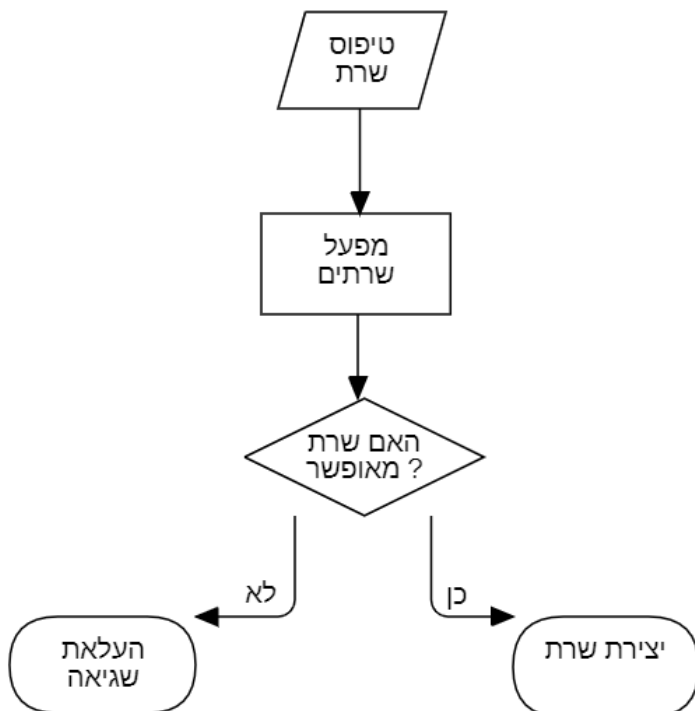 טיפוס
שרת
מפעל
שרתים
האם שרת
מאופשר ?
לא
כן
העלאת
שגיאה
יצירת שרת